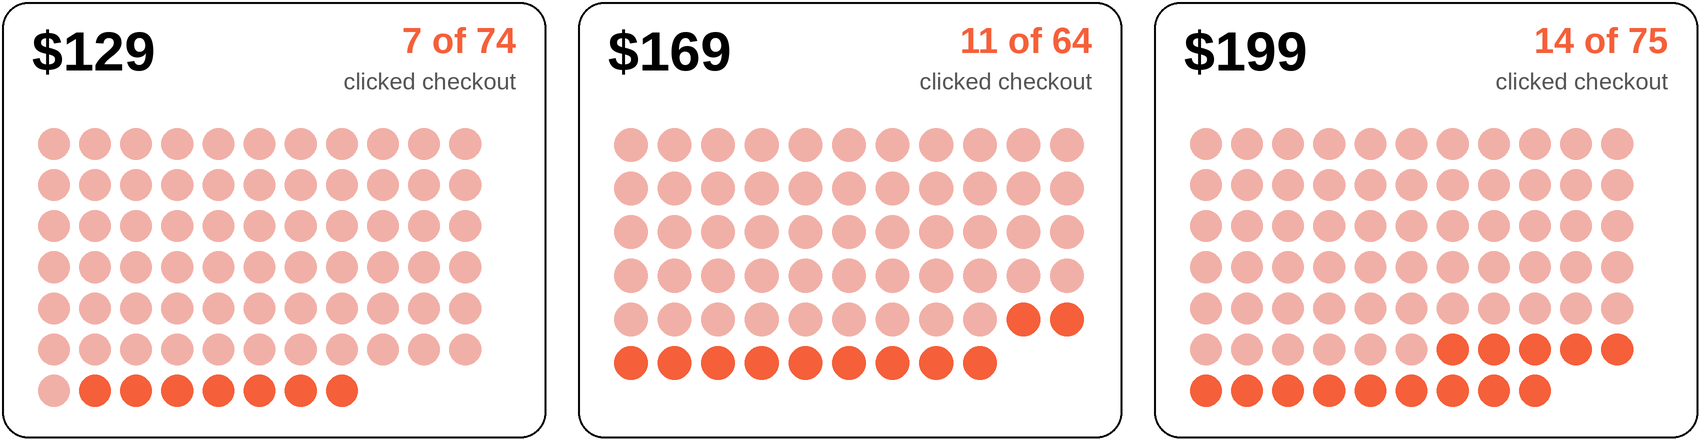 $129
7 of 74
clicked checkout
$169
11 of 64
clicked checkout
$199
14 of 75
clicked checkout